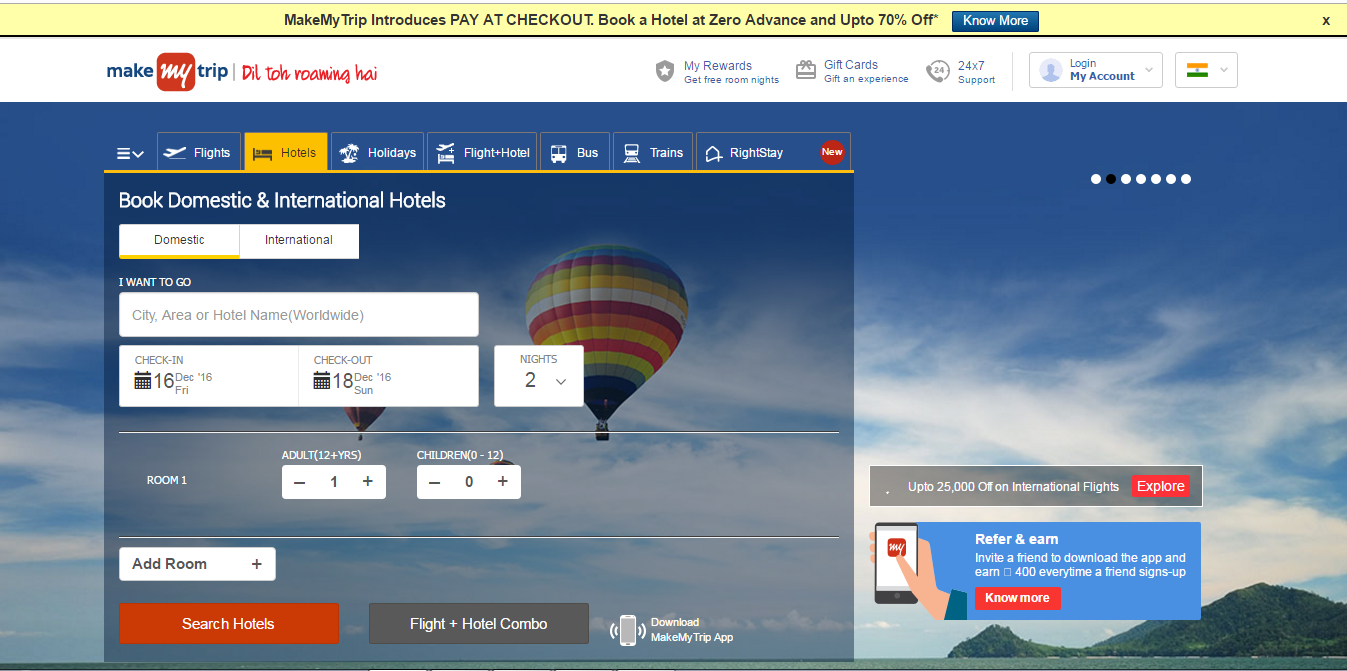 MakeMyTrip Introduces PAY AT CHECKOUT. Book a Hotel at Zero Advance and Upto 70% Off* Know More x
make my trip Dil toh roaming hai
My Rewards
Get free room nights
Gift Cards
Gift an experience
24
24x7
Support
Login
My Account
Flights
Hotels
Holidays
Flight+Hotel
Bus
Trains
RightStay
New
Book Domestic & International Hotels
Domestic
International
I WANT TO GO
City, Area or Hotel Name(Worldwide)
CHECK-IN
16 Dec '16
Fri
CHECK-OUT
18 Dec '16
Sun
NIGHTS
2
ADULT(12+YRS)
CHILDREN(0 - 12)
ROOM 1
– 1 +
– 0 +
Add Room +
Search Hotels
Flight + Hotel Combo
Download
MakeMyTrip App
Upto 25,000 Off on International Flights Explore
my
Refer & earn
Invite a friend to download the app and
earn 400 everytime a friend signs-up
Know more